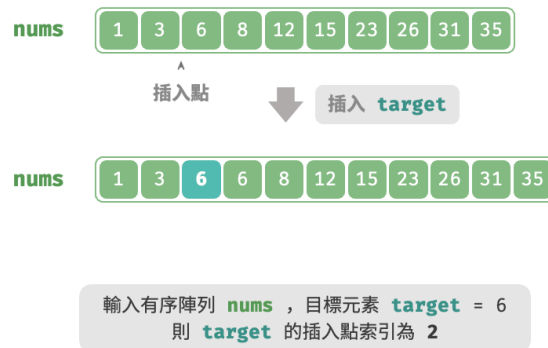 nums 1 3 6 8 12 15 23 26 31 35
插入點
插入 target
nums 1 3 6 6 8 12 15 23 26 31 35
輸入有序陣列 nums ，目標元素 target = 6
則 target 的插入點索引為 2